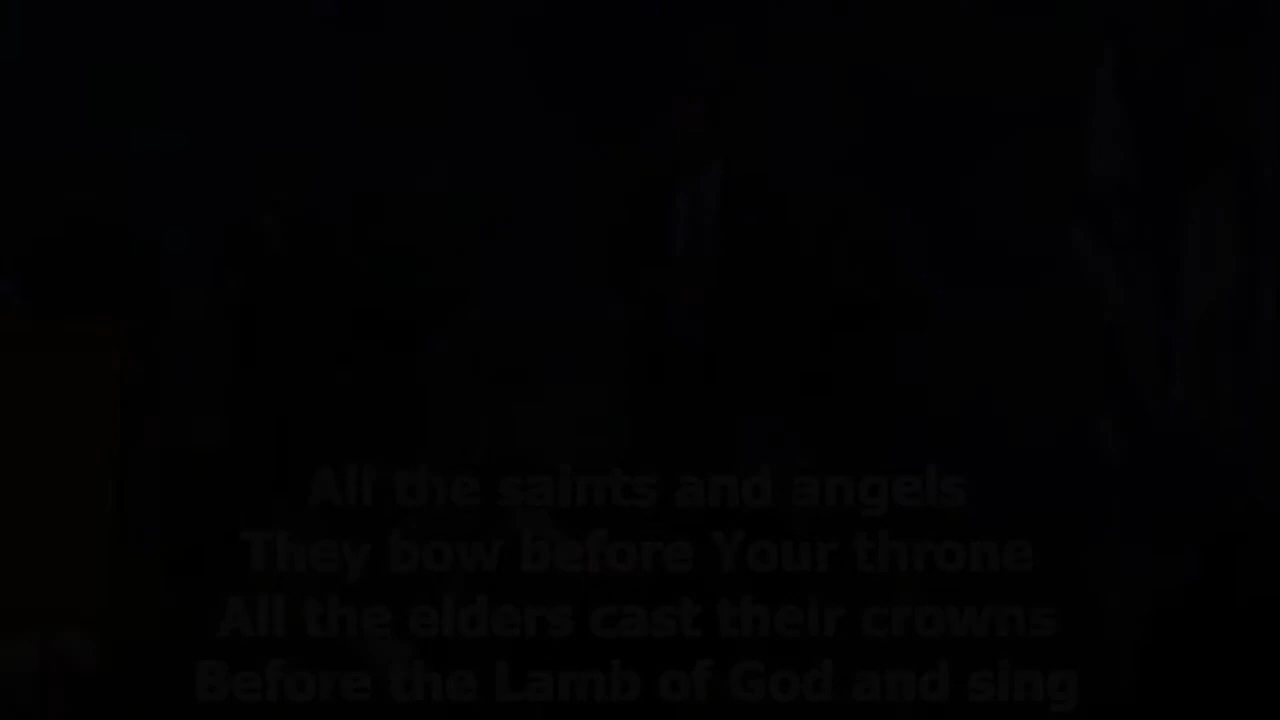 All the saints and angels
They bow before Your throne
All the elders cast their crowns
Before the Lamb of God and sing